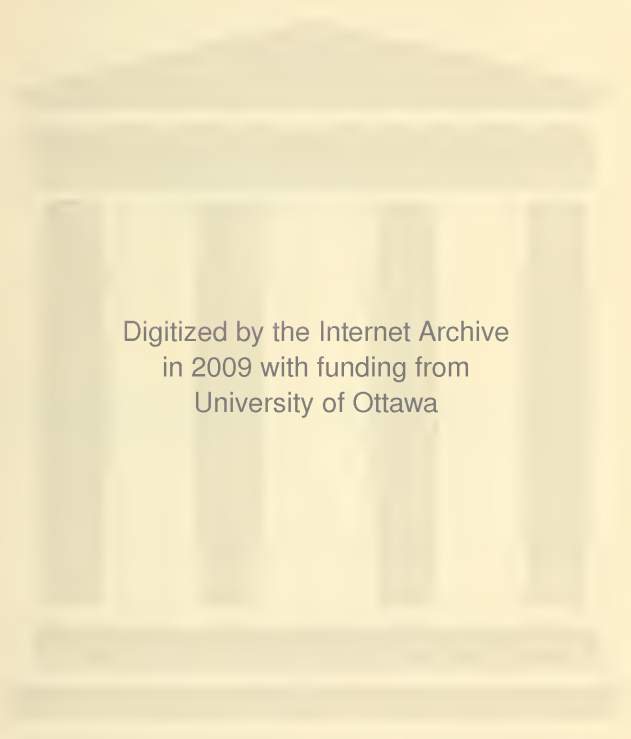 Digitized by the Internet Archive
in 2009 with funding from
University of Ottawa